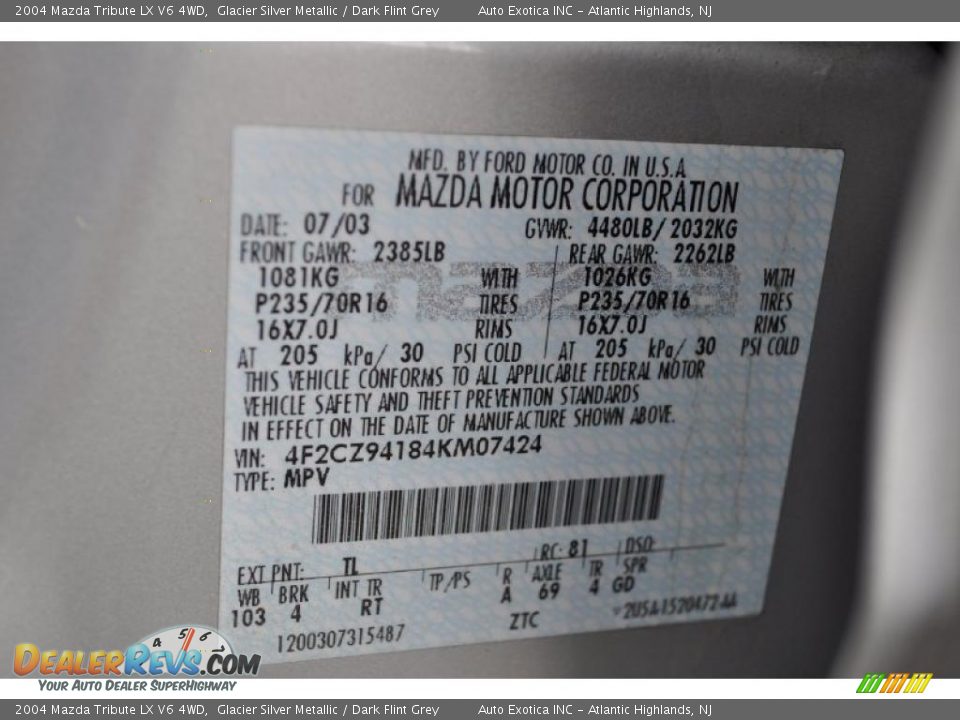 2004 Mazda Tribute LX V6 4WD, Glacier Silver Metallic / Dark Flint Grey Auto Exotica INC - Atlantic Highlands, NJ
MFD. BY FORD MOTOR CO. IN U.S.A
FOR MAZDA MOTOR CORPORATION
DATE: 07/03 GVWR: 4480LB/ 2032KG
FRONT GAWR: 2385LB REAR GAWR: 2262LB
1081KG WITH 1026KG WITH
P235/70R16 TIRES P235/70R16 TIRES
16X7.0J RIMS 16X7.0J RIMS
AT 205 kPa/ 30 PSI COLD AT 205 kPa/ 30 PSI COLD
mazda
THIS VEHICLE CONFORMS TO ALL APPLICABLE FEDERAL MOTOR
VEHICLE SAFETY AND THEFT PREVENTION STANDARDS
IN EFFECT ON THE DATE OF MANUFACTURE SHOWN ABOVE.
VIN: 4F2CZ94184KM07424
TYPE: MPV
RC: 81 DSO:
EXT PNT: TL
WB BRK INT TR TP/PS R AXLE TR SPR
103 4 RT A 69 4 GD
1200307315487 ZTC
4 5 6
DealerRevs.com
Your Auto Dealer SuperHighway
2004 Mazda Tribute LX V6 4WD, Glacier Silver Metallic / Dark Flint Grey Auto Exotica INC - Atlantic Highlands, NJ